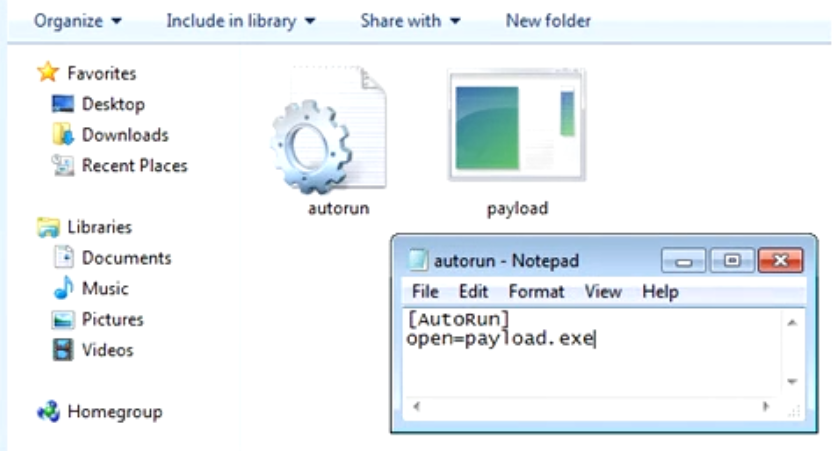 Organize Include in library Share with New folder
Favorites
Desktop
Downloads
Recent Places
Libraries
Documents
Music
Pictures
Videos
Homegroup
autorun payload
autorun - Notepad
File Edit Format View Help
[AutoRun]
open=payload.exe